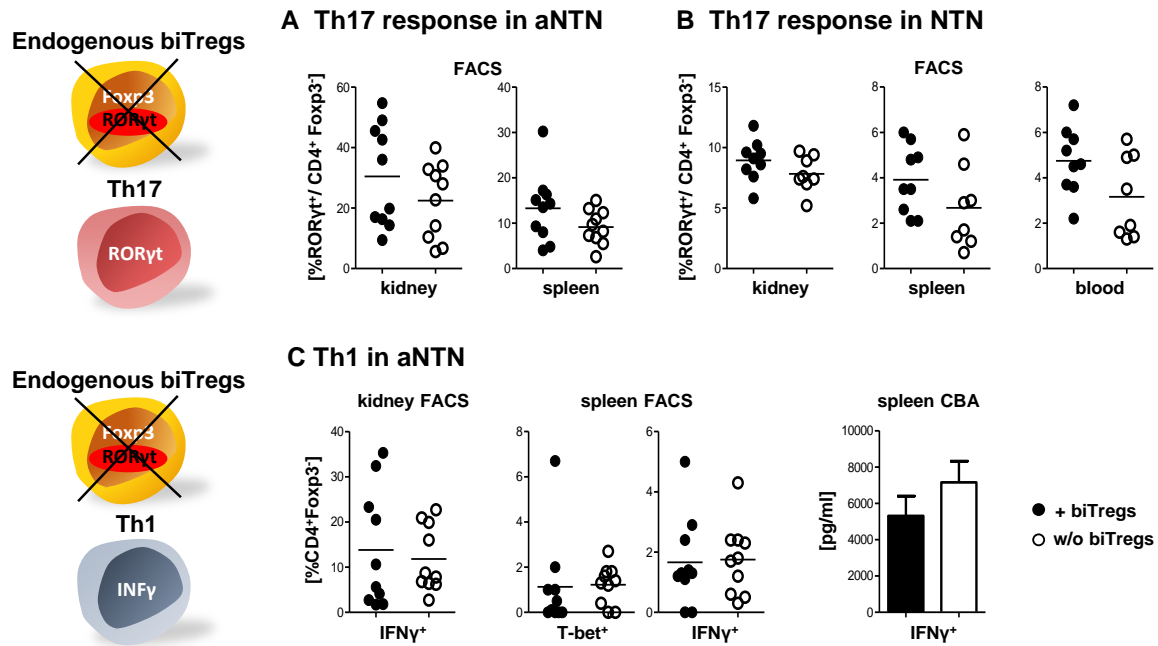 Endogenous biTregs
Foxp3
RORγt
Th17
RORγt
A Th17 response in aNTN
FACS
[%RORγt⁺/ CD4⁺ Foxp3⁻]
60
40
20
0
kidney
40
30
20
10
0
spleen
B Th17 response in NTN
FACS
[%RORγt⁺/ CD4⁺ Foxp3⁻]
15
10
5
0
kidney
8
6
4
2
0
spleen
8
6
4
2
0
blood
Endogenous biTregs
Foxp3
RORγt
Th1
INFγ
C Th1 in aNTN
kidney FACS
[%CD4⁺Foxp3⁻]
40
30
20
10
0
IFNγ⁺
spleen FACS
8
6
4
2
0
T-bet⁺
6
4
2
0
IFNγ⁺
spleen CBA
[pg/ml]
10000
8000
6000
4000
2000
0
IFNγ⁺
+ biTregs
w/o biTregs